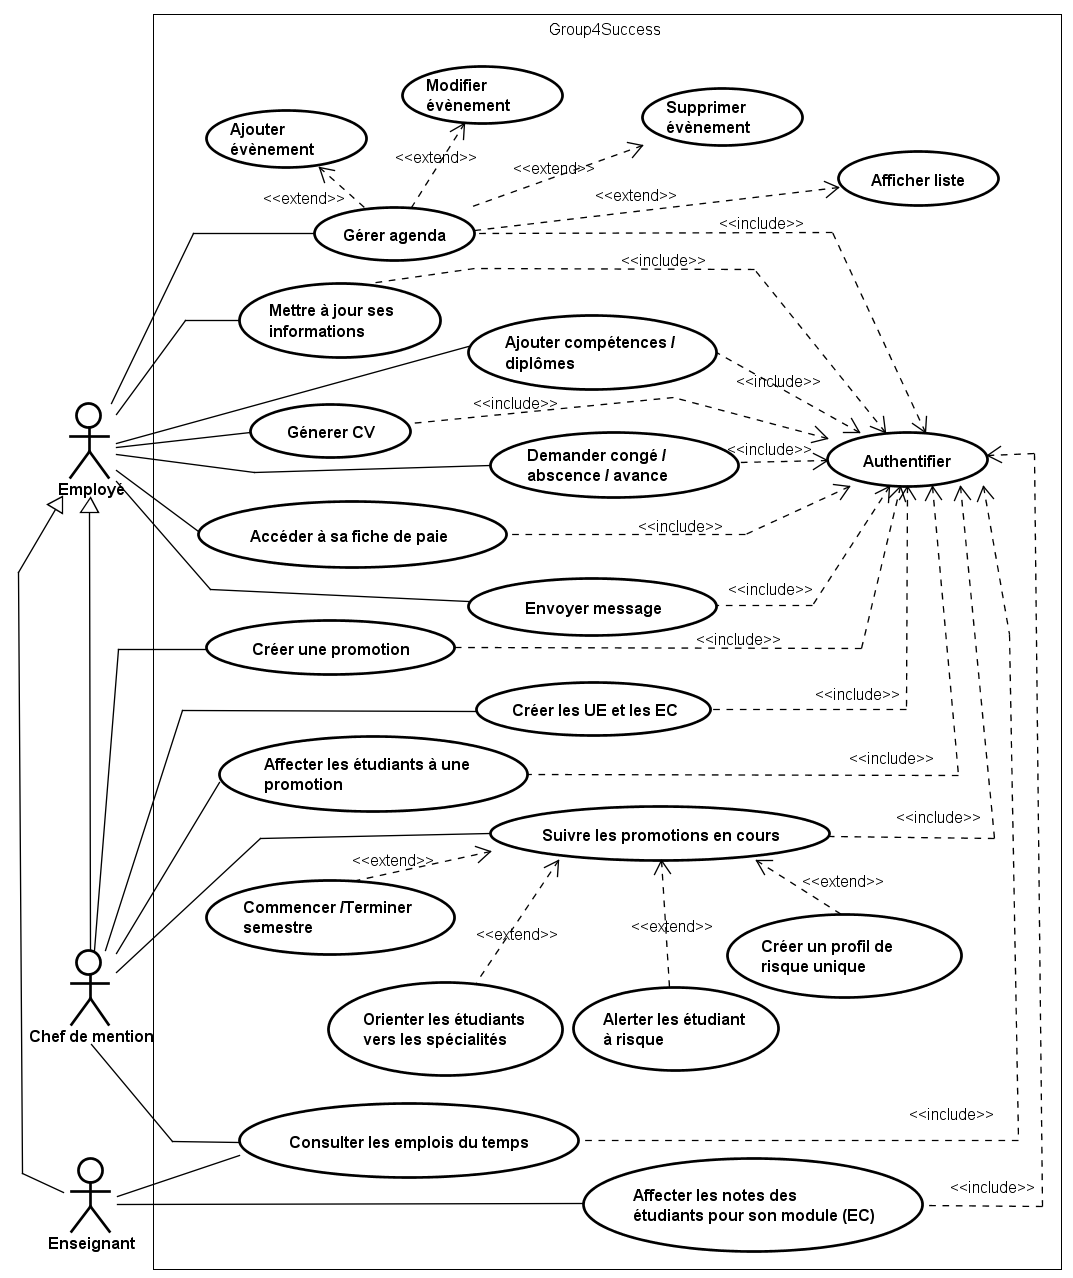 Group4Success
Modifier
évènement
Supprimer
évènement
Ajouter
évènement
<<extend>>
<<extend>>
Afficher liste
<<extend>>
<<extend>>
<<include>>
Gérer agenda
<<include>>
Mettre à jour ses
informations
Ajouter compétences /
diplômes
<<include>>
<<include>>
Génerer CV
Demander congé /
abscence / avance
<<include>>
Authentifier
Employé
Accéder à sa fiche de paie
<<include>>
Envoyer message
<<include>>
Créer une promotion
<<include>>
Créer les UE et les EC
<<include>>
Affecter les étudiants à une
promotion
<<include>>
Suivre les promotions en cours
<<include>>
<<extend>>
Commencer /Terminer
semestre
<<extend>>
<<extend>>
<<extend>>
Créer un profil de
risque unique
Orienter les étudiants
vers les spécialités
Alerter les étudiant
à risque
Chef de mention
<<include>>
Consulter les emplois du temps
<<include>>
Affecter les notes des
étudiants pour son module (EC)
Enseignant